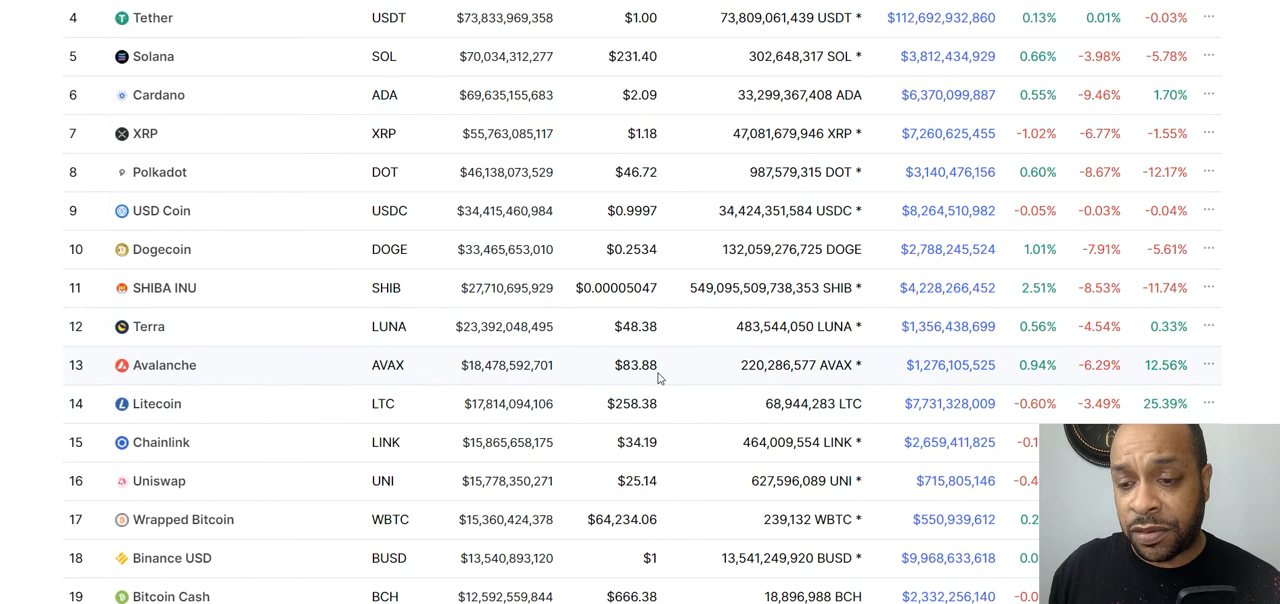 4 Tether USDT $73,833,969,358 $1.00 73,809,061,439 USDT * $112,692,932,860 0.13% 0.01% -0.03% ...
5 Solana SOL $70,034,312,277 $231.40 302,648,317 SOL * $3,812,434,929 0.66% -3.98% -5.78% ...
6 Cardano ADA $69,635,155,683 $2.09 33,299,367,408 ADA $6,370,099,887 0.55% -9.46% 1.70% ...
7 XRP XRP $55,763,085,117 $1.18 47,081,679,946 XRP * $7,260,625,455 -1.02% -6.77% -1.55% ...
8 Polkadot DOT $46,138,073,529 $46.72 987,579,315 DOT * $3,140,476,156 0.60% -8.67% -12.17% ...
9 USD Coin USDC $34,415,460,984 $0.9997 34,424,351,584 USDC * $8,264,510,982 -0.05% -0.03% -0.04% ...
10 Dogecoin DOGE $33,465,653,010 $0.2534 132,059,276,725 DOGE $2,788,245,524 1.01% -7.91% -5.61% ...
11 SHIBA INU SHIB $27,710,695,929 $0.00005047 549,095,509,738,353 SHIB * $4,228,266,452 2.51% -8.53% -11.74% ...
12 Terra LUNA $23,392,048,495 $48.38 483,544,050 LUNA * $1,356,438,699 0.56% -4.54% 0.33% ...
13 Avalanche AVAX $18,478,592,701 $83.88 220,286,577 AVAX * $1,276,105,525 0.94% -6.29% 12.56% ...
14 Litecoin LTC $17,814,094,106 $258.38 68,944,283 LTC $7,731,328,009 -0.60% -3.49% 25.39% ...
15 Chainlink LINK $15,865,658,175 $34.19 464,009,554 LINK * $2,659,411,825 -0.1
16 Uniswap UNI $15,778,350,271 $25.14 627,596,089 UNI * $715,805,146 -0.4
17 Wrapped Bitcoin WBTC $15,360,424,378 $64,234.06 239,132 WBTC * $550,939,612 0.2
18 Binance USD BUSD $13,540,893,120 $1 13,541,249,920 BUSD * $9,968,633,618 0.0
19 Bitcoin Cash BCH $12,592,559,844 $666.38 18,896,988 BCH $2,332,256,140 -0.0